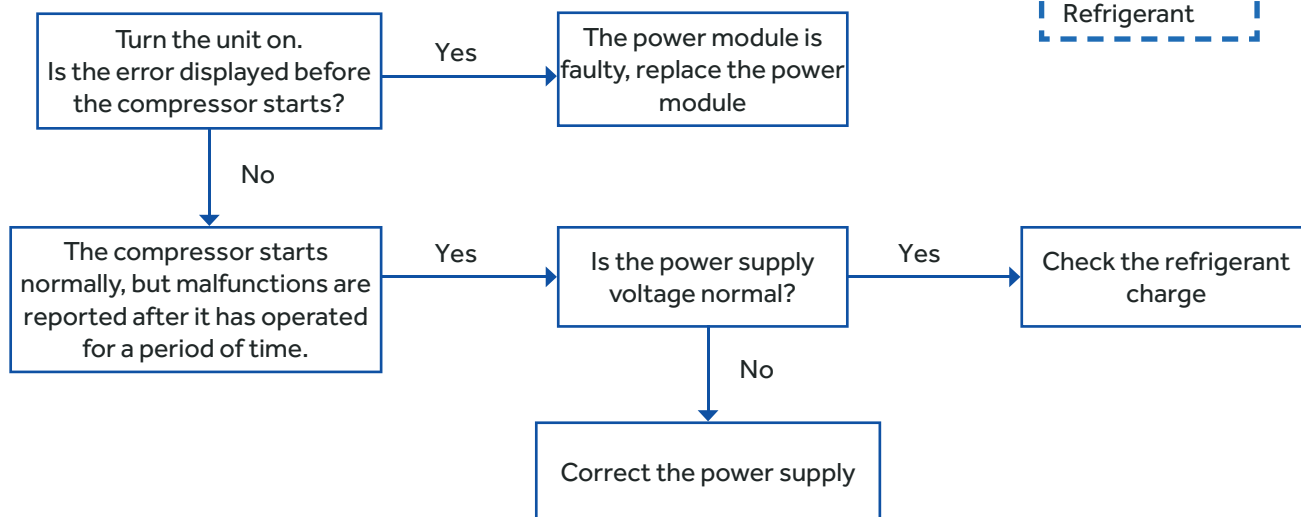 Refrigerant
Turn the unit on.
Is the error displayed before
the compressor starts?
Yes
The power module is
faulty, replace the power
module
No
The compressor starts
normally, but malfunctions are
reported after it has operated
for a period of time.
Yes
Is the power supply
voltage normal?
Yes
Check the refrigerant
charge
No
Correct the power supply